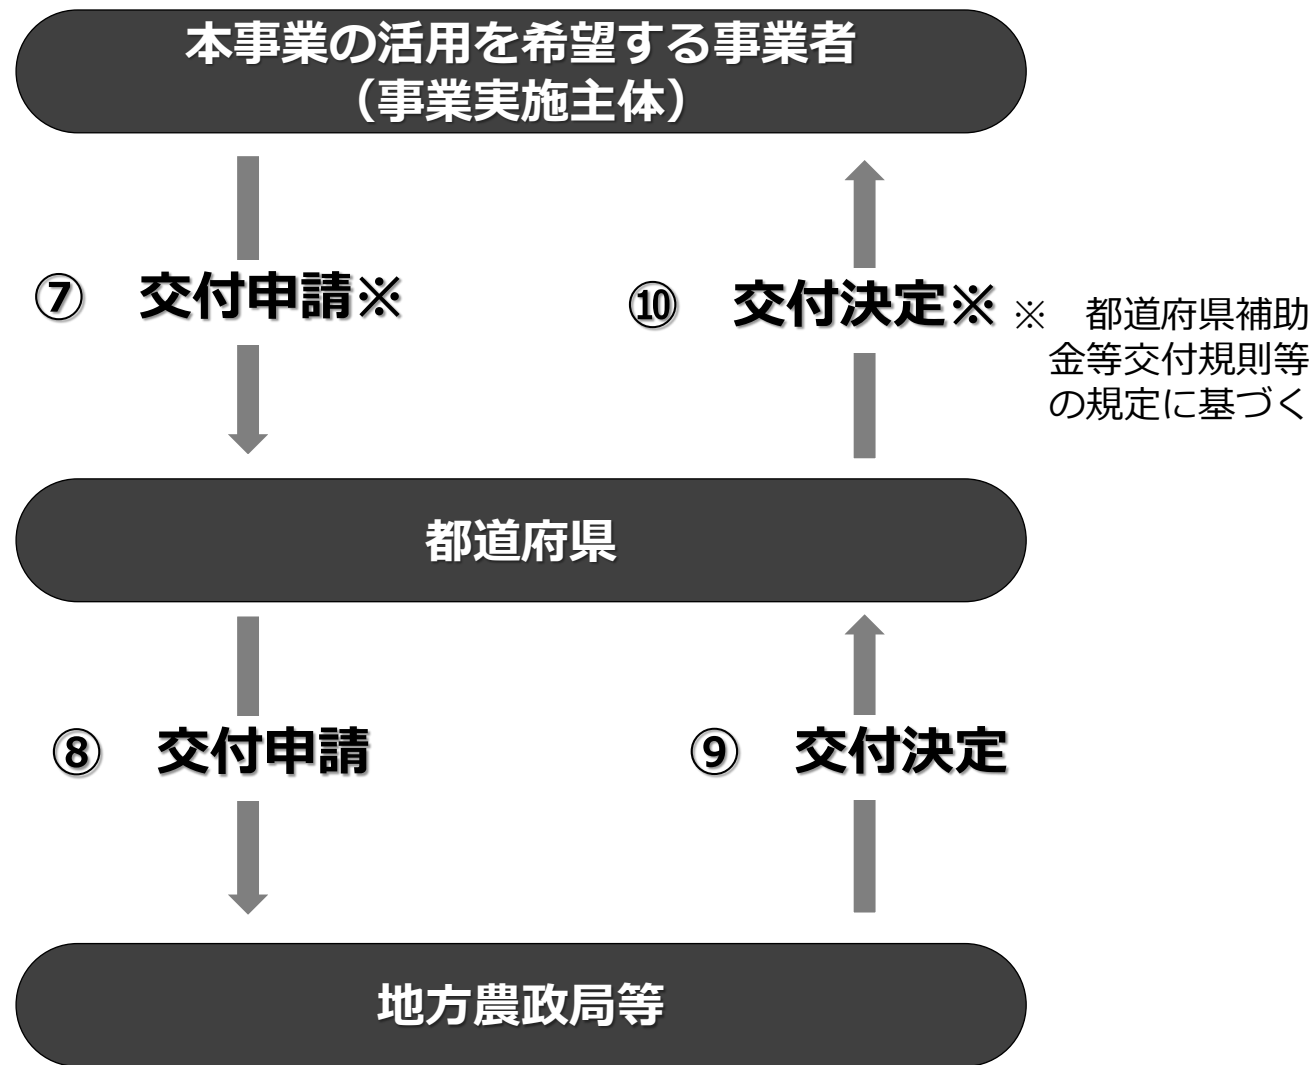 本事業の活用を希望する事業者
（事業実施主体）
⑦　交付申請※
⑩　交付決定※
※　都道府県補助
金等交付規則等
の規定に基づく
都道府県
⑧　交付申請
⑨　交付決定
地方農政局等